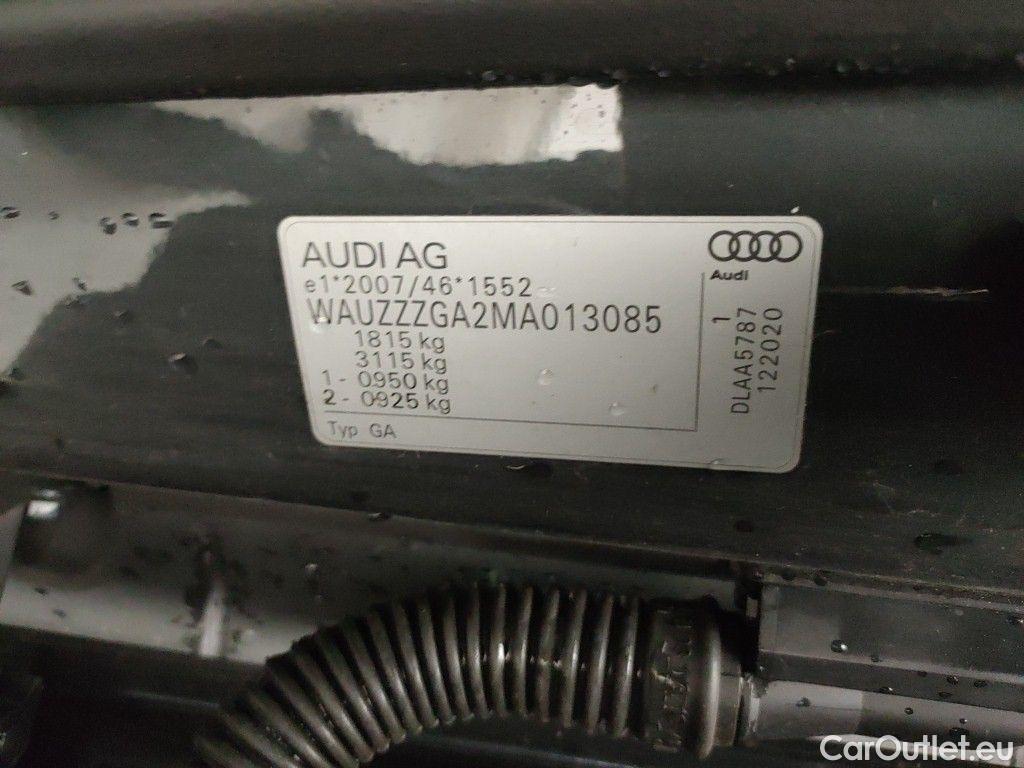 AUDI AG
e1*2007/46*1552
WAUZZZGA2MA013085
1815 kg
3115 kg
1 - 0950 kg
2 - 0925 kg
Typ GA
Audi
1
DLAA5787
122020
CarOutlet.eu